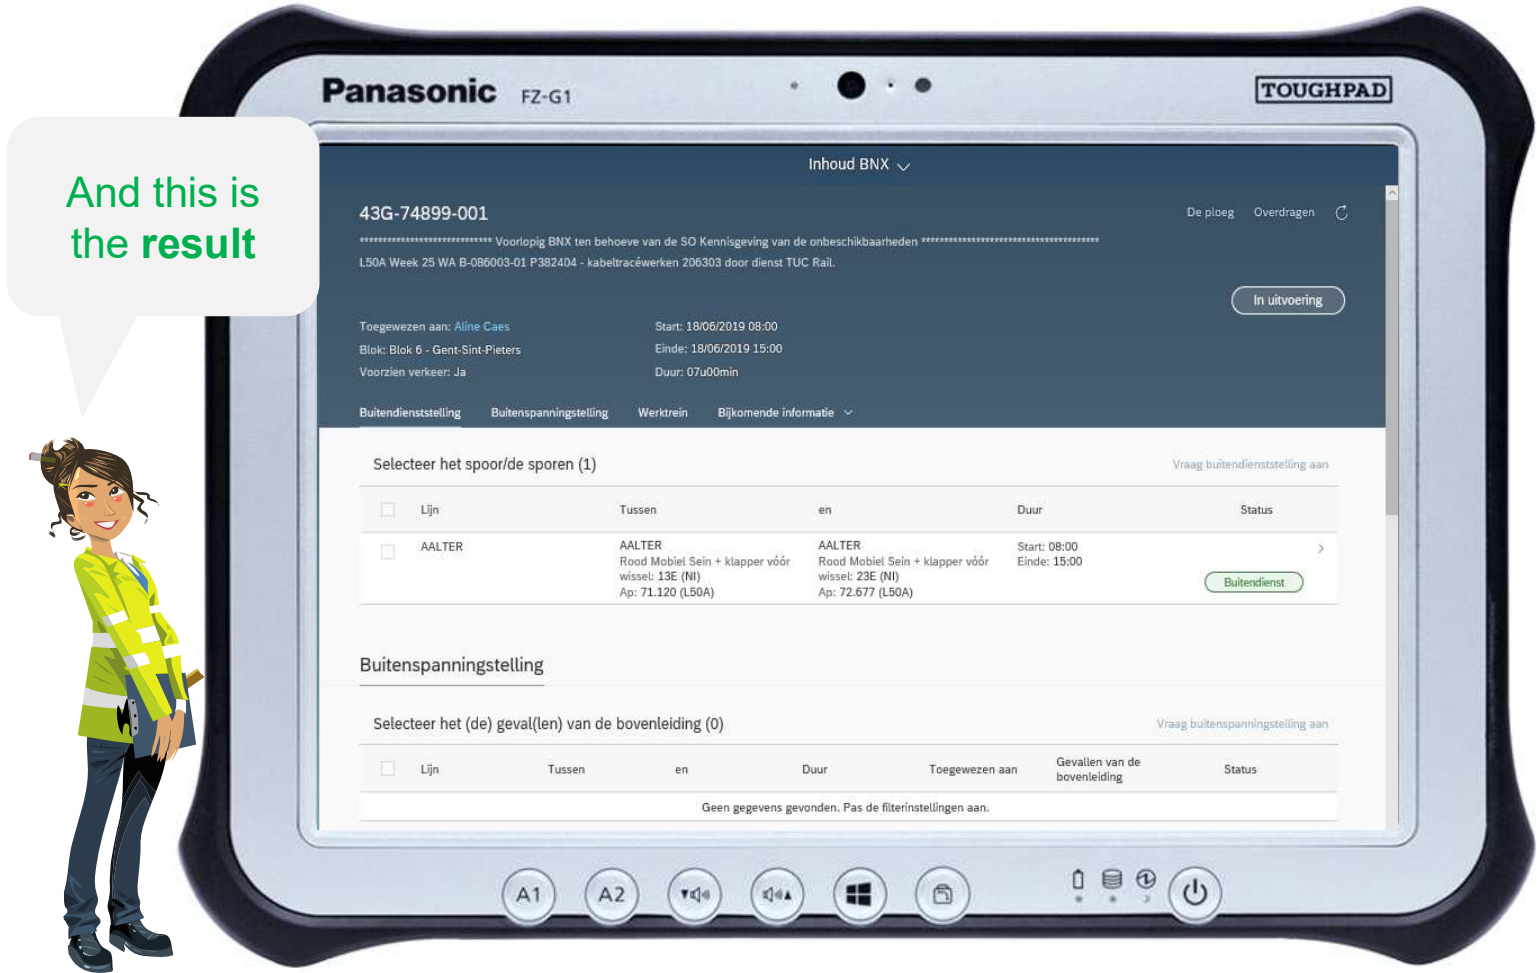 Panasonic FZ-G1
TOUGHPAD
And this is
the result
Inhoud BNX
43G-74899-001
De ploeg Overdragen
***************************** Voorlopig BNX ten behoeve van de SO Kennisgeving van de onbeschikbaarheden ***************************************
L50A Week 25 WA B-086003-01 P382404 - kabeltracéwerken 206303 door dienst TUC Rail.
In uitvoering
Toegewezen aan: Aline Caes Start: 18/06/2019 08:00
Blok: Blok 6 - Gent-Sint-Pieters Einde: 18/06/2019 15:00
Voorzien verkeer: Ja Duur: 07u00min
Buitendienststelling Buitenspanningstelling Werktrein Bijkomende informatie
Selecteer het spoor/de sporen (1) Vraag buitendienststelling aan
Lijn Tussen en Duur Status
AALTER AALTER AALTER Start: 08:00
Rood Mobiel Sein + klapper vóór Rood Mobiel Sein + klapper vóór Einde: 15:00
wissel: 13E (NI) wissel: 23E (NI)
Ap: 71.120 (L50A) Ap: 72.677 (L50A)
Buitendienst
Buitenspanningstelling
Selecteer het (de) geval(len) van de bovenleiding (0) Vraag buitenspanningstelling aan
Lijn Tussen en Duur Toegewezen aan Gevallen van de Status
bovenleiding
Geen gegevens gevonden. Pas de filterinstellingen aan.
A1 A2